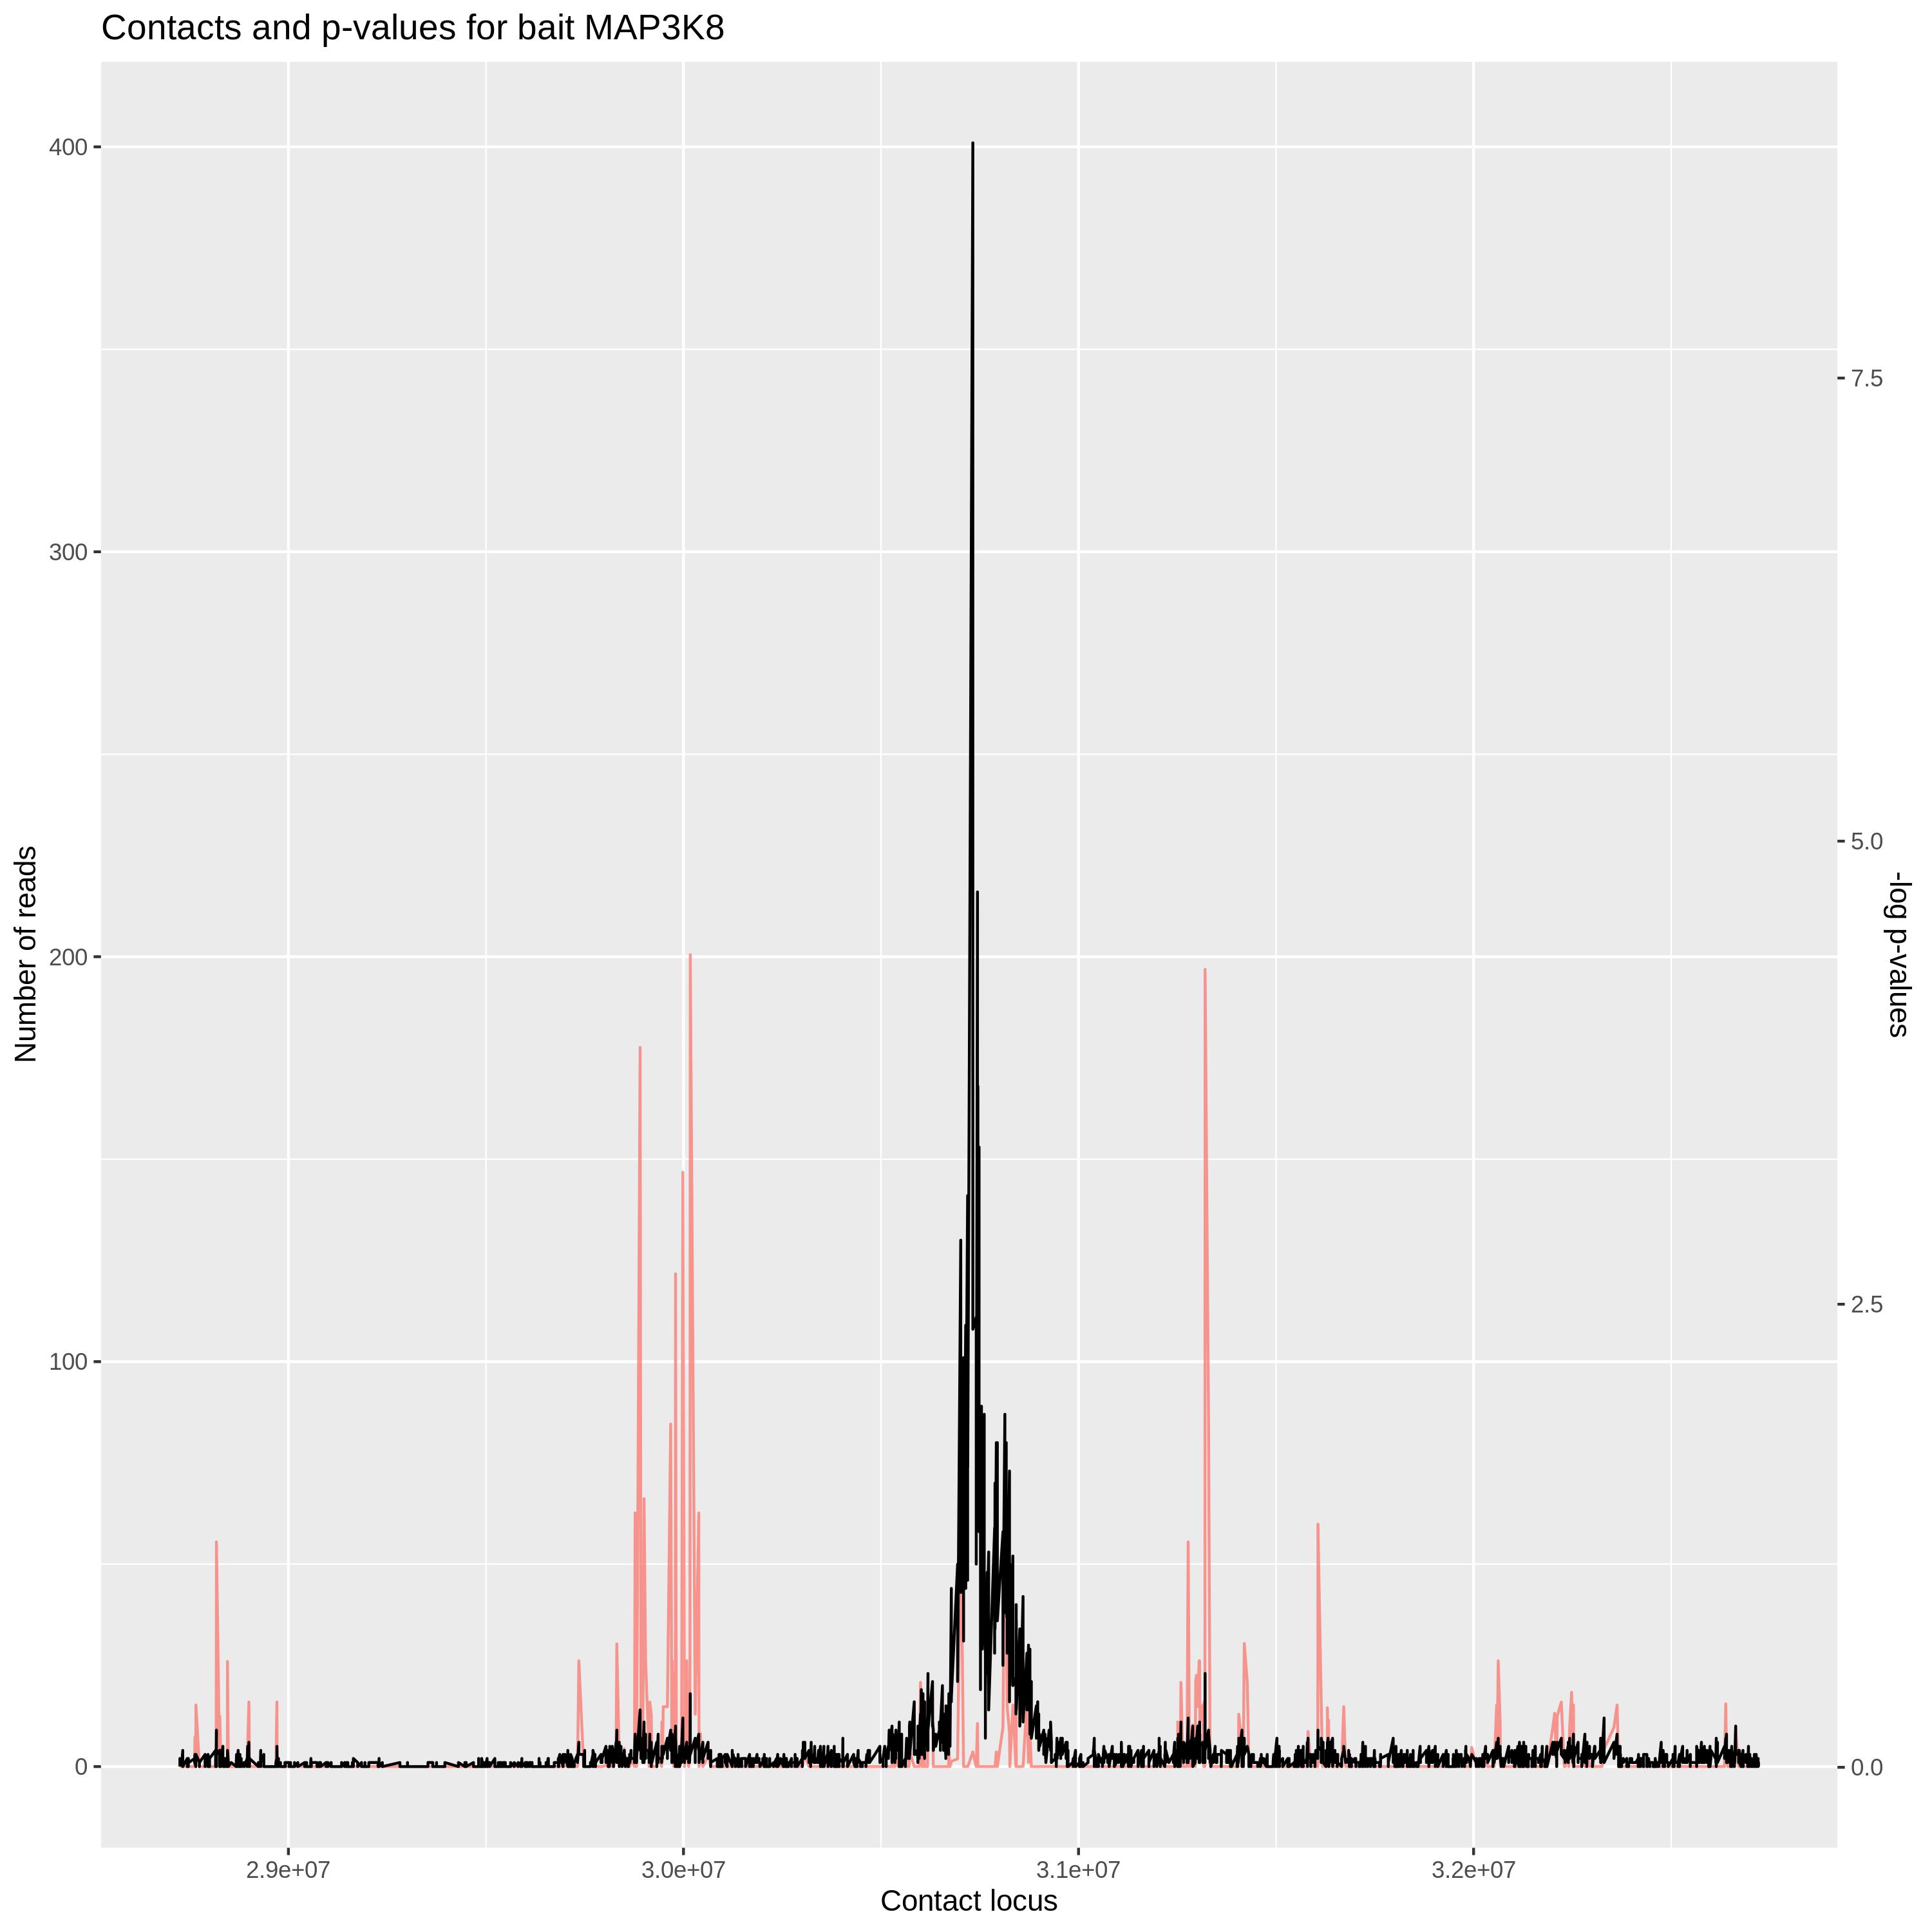 Contacts and p-values for bait MAP3K8
400
300
200
100
0
Number of reads
7.5
5.0
2.5
0.0
-log p-values
2.9e+07
3.0e+07
3.1e+07
3.2e+07
Contact locus